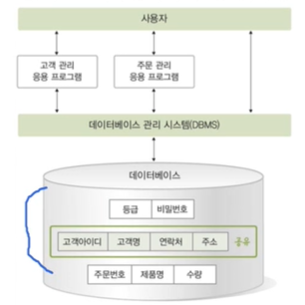 사용자
고객 관리 주문 관리
응용 프로그램 응용 프로그램
데이터베이스 관리 시스템(DBMS)
데이터베이스
등급 비밀번호
고객아이디 고객명 연락처 주소 공유
주문번호 제품명 수량